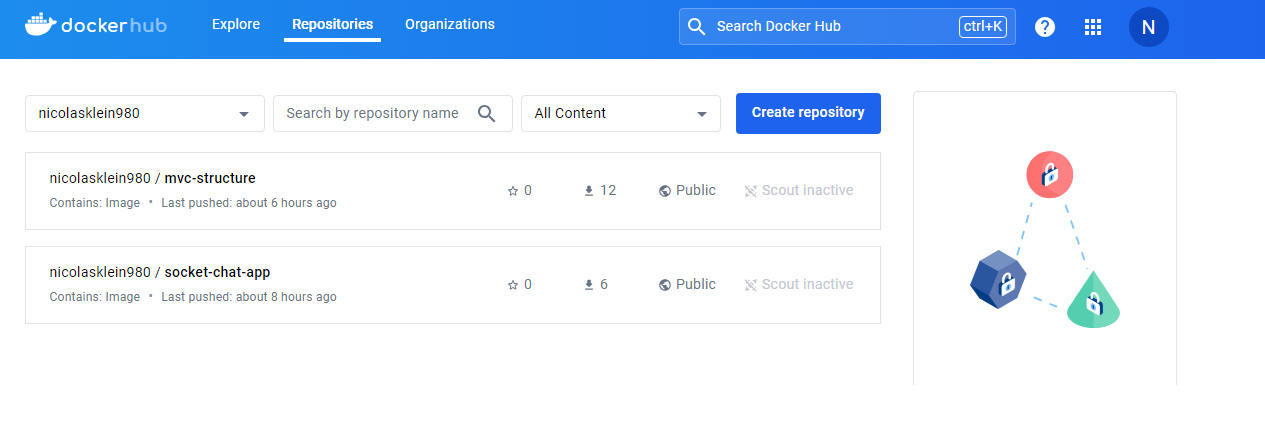 dockerhub
Explore
Repositories
Organizations
Search Docker Hub
ctrl+K
N
nicolasklein980
Search by repository name
All Content
Create repository
nicolasklein980 / mvc-structure
0
12
Public
Scout inactive
Contains: Image • Last pushed: about 6 hours ago
nicolasklein980 / socket-chat-app
0
6
Public
Scout inactive
Contains: Image • Last pushed: about 8 hours ago